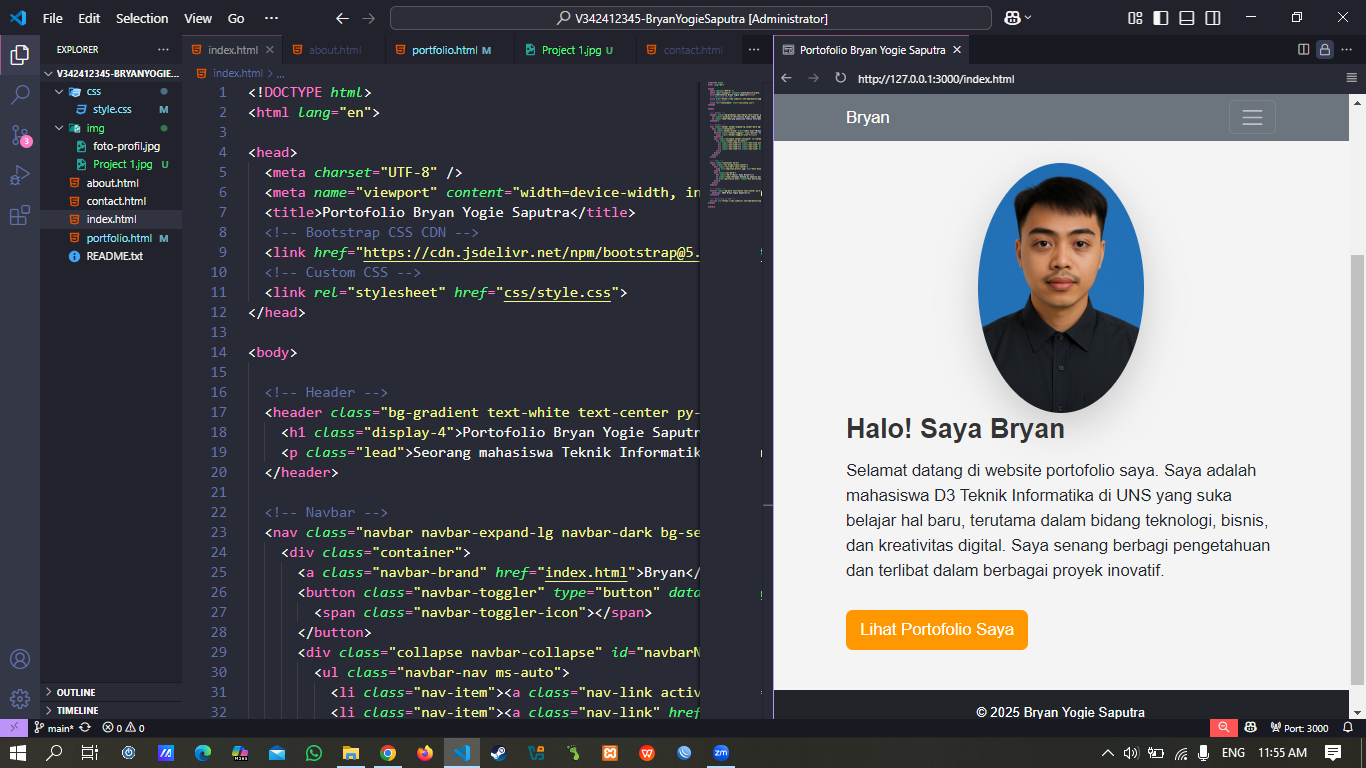 File Edit Selection View Go ··· V342412345-BryanYogieSaputra [Administrator]
EXPLORER ···
V342412345-BRYANYOGIE...
css
style.css M
img
foto-profil.jpg
Project 1.jpg U
about.html
contact.html
index.html
portfolio.html M
README.txt
OUTLINE
TIMELINE
3
index.html about.html portfolio.html M Project 1.jpg U contact.html ···
index.html > ...
1 <!DOCTYPE html>
2 <html lang="en">
3
4 <head>
5 <meta charset="UTF-8" />
6 <meta name="viewport" content="width=device-width, in
7 <title>Portofolio Bryan Yogie Saputra</title>
8 <!-- Bootstrap CSS CDN -->
9 <link href="https://cdn.jsdelivr.net/npm/bootstrap@5.
10 <!-- Custom CSS -->
11 <link rel="stylesheet" href="css/style.css">
12 </head>
13
14 <body>
15
16 <!-- Header -->
17 <header class="bg-gradient text-white text-center py-
18 <h1 class="display-4">Portofolio Bryan Yogie Saputr
19 <p class="lead">Seorang mahasiswa Teknik Informatik
20 </header>
21
22 <!-- Navbar -->
23 <nav class="navbar navbar-expand-lg navbar-dark bg-se
24 <div class="container">
25 <a class="navbar-brand" href="index.html">Bryan</
26 <button class="navbar-toggler" type="button" data
27 <span class="navbar-toggler-icon"></span>
28 </button>
29 <div class="collapse navbar-collapse" id="navbarN
30 <ul class="navbar-nav ms-auto">
31 <li class="nav-item"><a class="nav-link activ
32 <li class="nav-item"><a class="nav-link" href
Portofolio Bryan Yogie Saputra
http://127.0.0.1:3000/index.html
Bryan
Halo! Saya Bryan
Selamat datang di website portofolio saya. Saya adalah
mahasiswa D3 Teknik Informatika di UNS yang suka
belajar hal baru, terutama dalam bidang teknologi, bisnis,
dan kreativitas digital. Saya senang berbagi pengetahuan
dan terlibat dalam berbagai proyek inovatif.
Lihat Portofolio Saya
© 2025 Bryan Yogie Saputra
main* 0 0 Port: 3000
ENG 11:55 AM